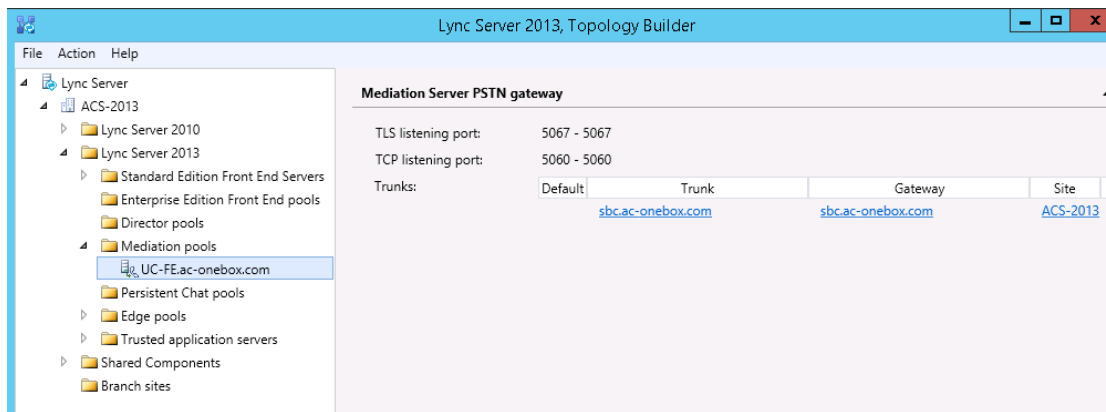 Lync Server 2013, Topology Builder
File Action Help
Lync Server
ACS-2013
Lync Server 2010
Lync Server 2013
Standard Edition Front End Servers
Enterprise Edition Front End pools
Director pools
Mediation pools
UC-FE.ac-onebox.com
Persistent Chat pools
Edge pools
Trusted application servers
Shared Components
Branch sites
Mediation Server PSTN gateway
TLS listening port: 5067 - 5067
TCP listening port: 5060 - 5060
Trunks: Default Trunk Gateway Site
sbc.ac-onebox.com sbc.ac-onebox.com ACS-2013